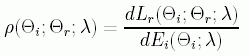 ρ(Θᵢ; Θᵣ; λ) = dLᵣ(Θᵢ; Θᵣ; λ) / dEᵢ(Θᵢ; λ)